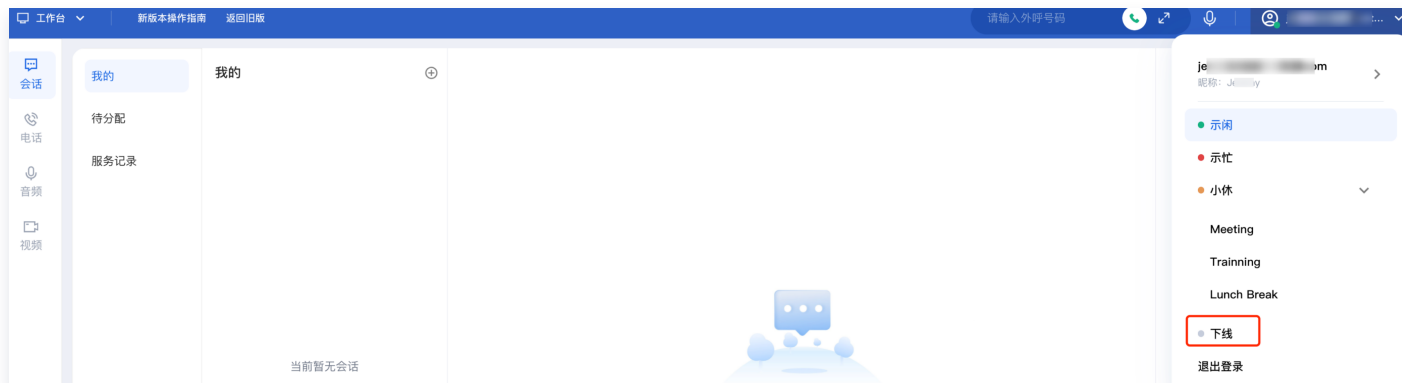 工作台 新版本操作指南 返回旧版 请输入外呼号码
会话
电话
音频
视频
我的
待分配
服务记录
我的
当前暂无会话
昵称：
示闲
示忙
小休
Meeting
Trainning
Lunch Break
下线
退出登录